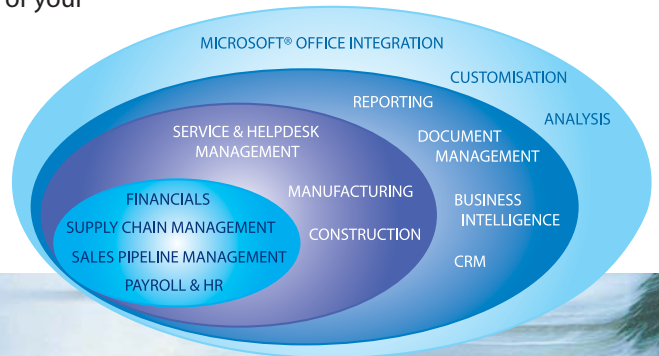 of your
MICROSOFT® OFFICE INTEGRATION
CUSTOMISATION
ANALYSIS
REPORTING
DOCUMENT
MANAGEMENT
BUSINESS
INTELLIGENCE
CRM
SERVICE & HELPDESK
MANAGEMENT
MANUFACTURING
CONSTRUCTION
FINANCIALS
SUPPLY CHAIN MANAGEMENT
SALES PIPELINE MANAGEMENT
PAYROLL & HR